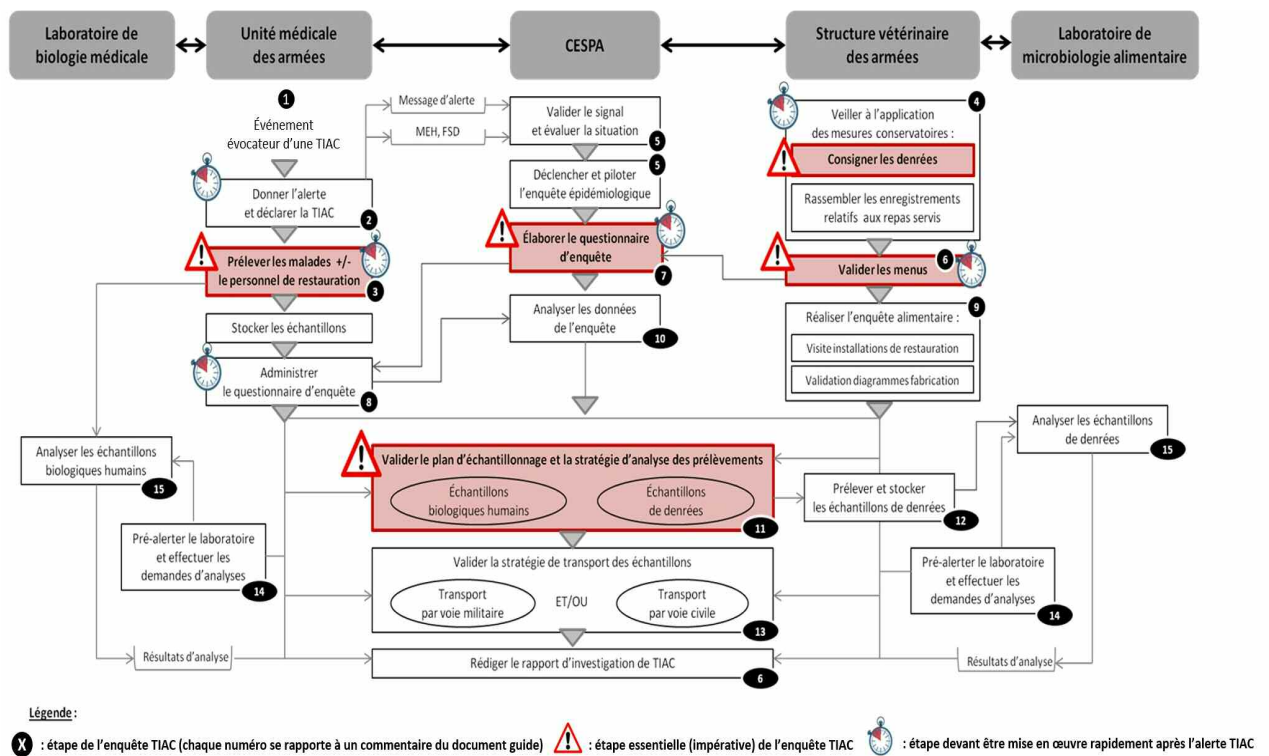 Laboratoire de
biologie médicale
Unité médicale
des armées
CESPA
Structure vétérinaire
des armées
Laboratoire de
microbiologie alimentaire
1
Événement
évocateur d'une TIAC
Message d'alerte
MEH, FSD
Donner l'alerte
et déclarer la TIAC
2
Prélever les malades +/-
le personnel de restauration
3
Stocker les échantillons
Administrer
le questionnaire d'enquête
8
Valider le signal
et évaluer la situation
5
5
Déclencher et piloter
l'enquête épidémiologique
Élaborer le questionnaire
d'enquête
7
Analyser les données
de l'enquête
10
4
Veiller à l'application
des mesures conservatoires :
Consigner les denrées
Rassembler les enregistrements
relatifs aux repas servis
Valider les menus
6
9
Réaliser l'enquête alimentaire :
Visite installations de restauration
Validation diagrammes fabrication
Analyser les échantillons
biologiques humains
15
Pré-alerter le laboratoire
et effectuer les
demandes d'analyses
14
Valider le plan d'échantillonnage et la stratégie d'analyse des prélèvements
Échantillons
biologiques humains
Échantillons
de denrées
11
Prélever et stocker
les échantillons de denrées
12
Analyser les échantillons
de denrées
15
Pré-alerter le laboratoire
et effectuer les
demandes d'analyses
14
Valider la stratégie de transport des échantillons
Transport
par voie militaire
ET/OU
Transport
par voie civile
13
Résultats d'analyse
Rédiger le rapport d'investigation de TIAC
6
Résultats d'analyse
Légende :
X : étape de l'enquête TIAC (chaque numéro se rapporte à un commentaire du document guide)
: étape essentielle (impérative) de l'enquête TIAC
: étape devant être mise en œuvre rapidement après l'alerte TIAC